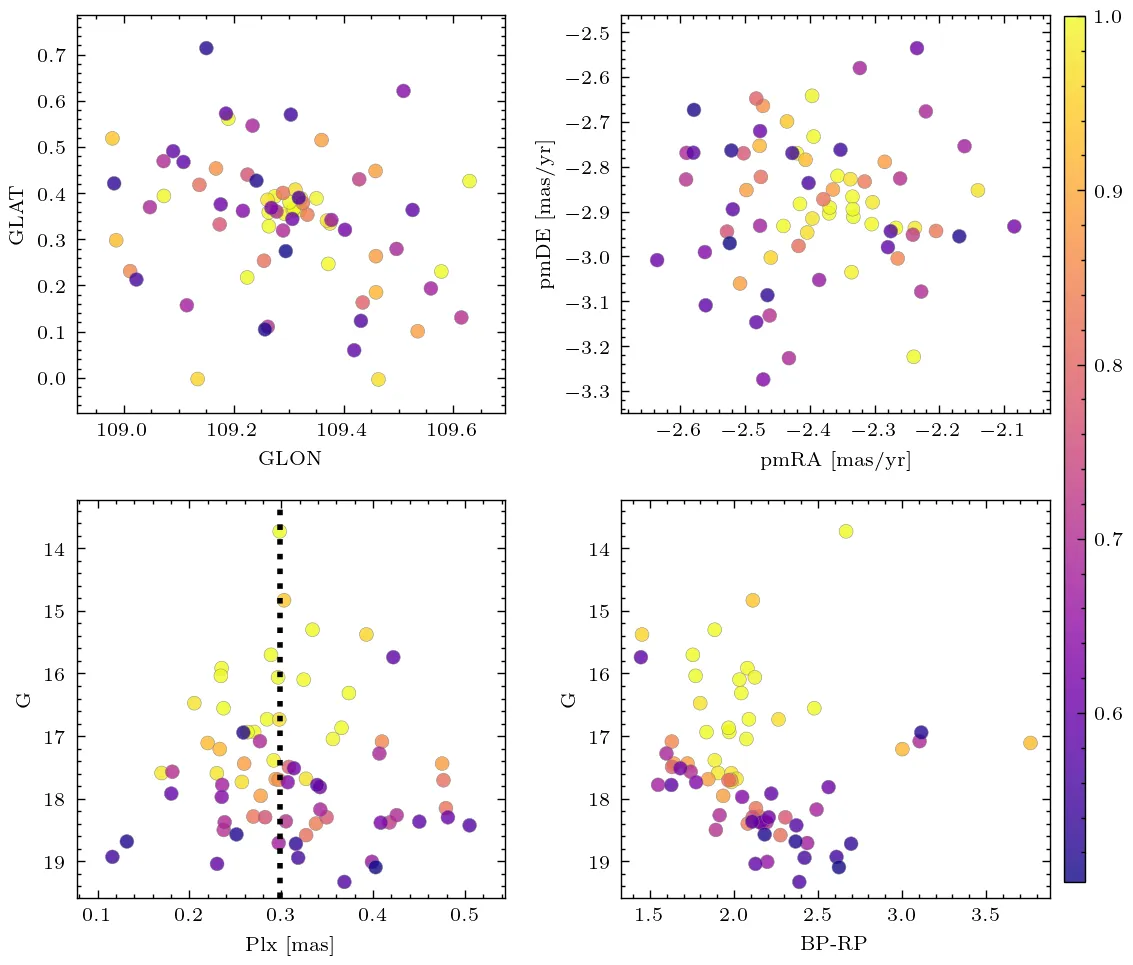 0.7
0.6
0.5
0.4
0.3
0.2
0.1
0.0
GLAT
109.0 109.2 109.4 109.6
GLON
−2.5
−2.6
−2.7
−2.8
−2.9
−3.0
−3.1
−3.2
−3.3
pmDE [mas/yr]
−2.6 −2.5 −2.4 −2.3 −2.2 −2.1
pmRA [mas/yr]
1.0
0.9
0.8
0.7
0.6
14
15
16
17
18
19
G
0.1 0.2 0.3 0.4 0.5
Plx [mas]
14
15
16
17
18
19
G
1.5 2.0 2.5 3.0 3.5
BP-RP